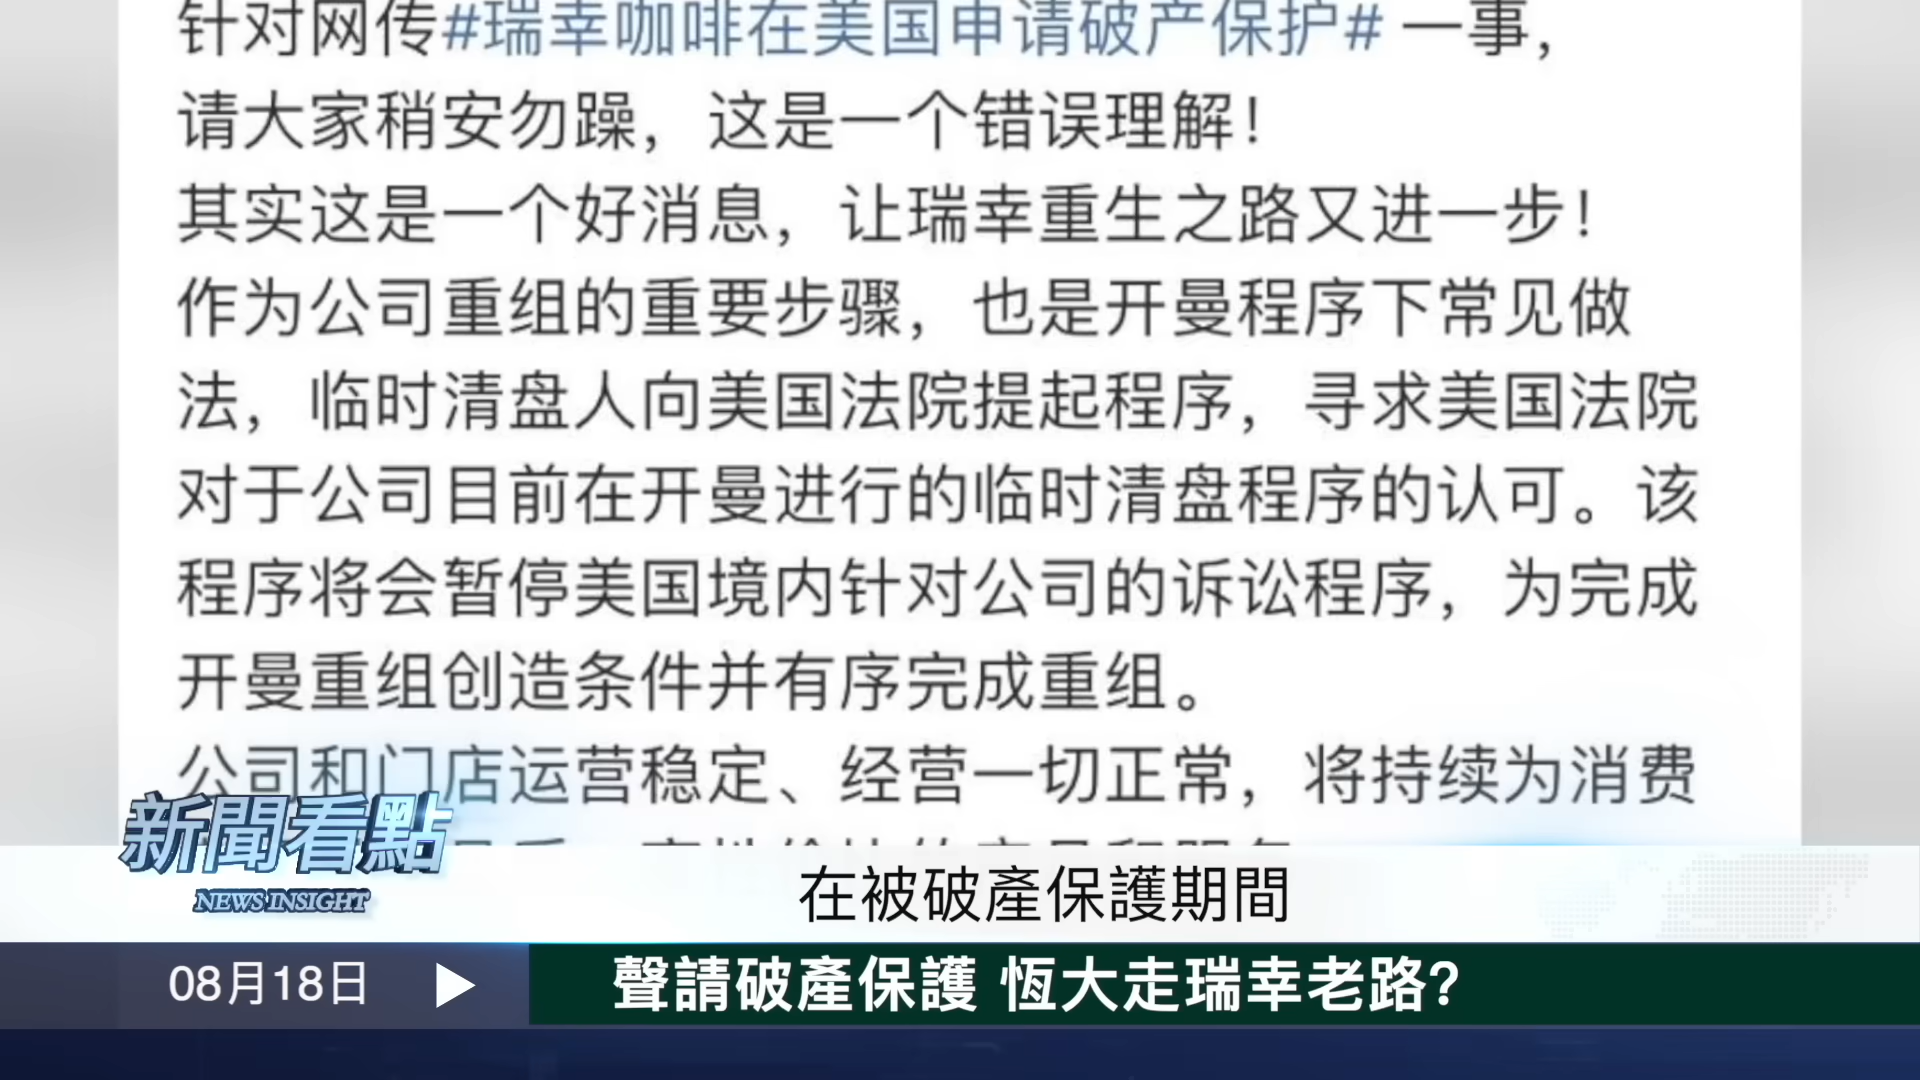 针对网传#瑞幸咖啡在美国申请破产保护# 一事，
请大家稍安勿躁，这是一个错误理解！
其实这是一个好消息，让瑞幸重生之路又进一步！
作为公司重组的重要步骤，也是开曼程序下常见做
法，临时清盘人向美国法院提起程序，寻求美国法院
对于公司目前在开曼进行的临时清盘程序的认可。该
程序将会暂停美国境内针对公司的诉讼程序，为完成
开曼重组创造条件并有序完成重组。
公司和门店运营稳定、经营一切正常，将持续为消费
新聞看點
NEWS INSIGHT
在被破產保護期間
08月18日
聲請破產保護 恆大走瑞幸老路?